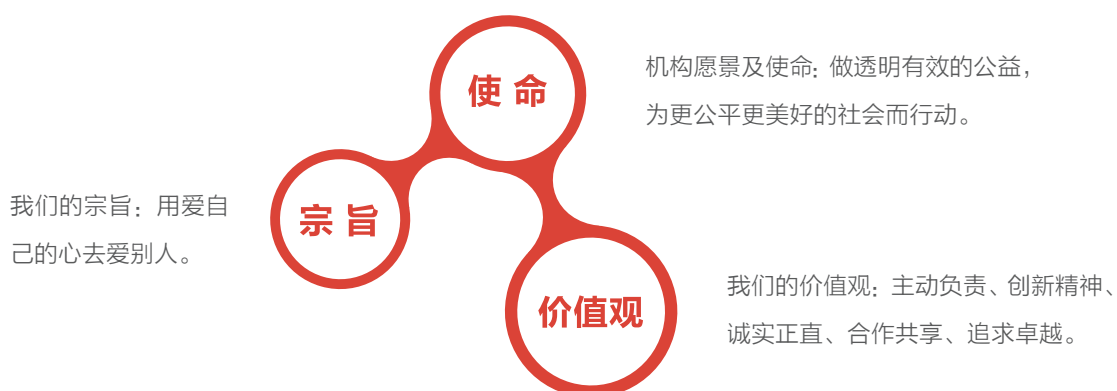 使命
机构愿景及使命：做透明有效的公益，
为更公平更美好的社会而行动。
宗旨
我们的宗旨：用爱自
己的心去爱别人。
价值观
我们的价值观：主动负责、创新精神、
诚实正直、合作共享、追求卓越。